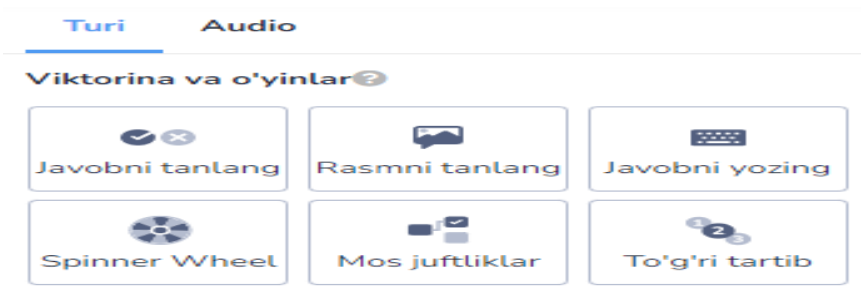 Turi Audio
Viktorina va o'yinlar
Javobni tanlang Rasmni tanlang Javobni yozing
Spinner Wheel Mos juftliklar To'g'ri tartib